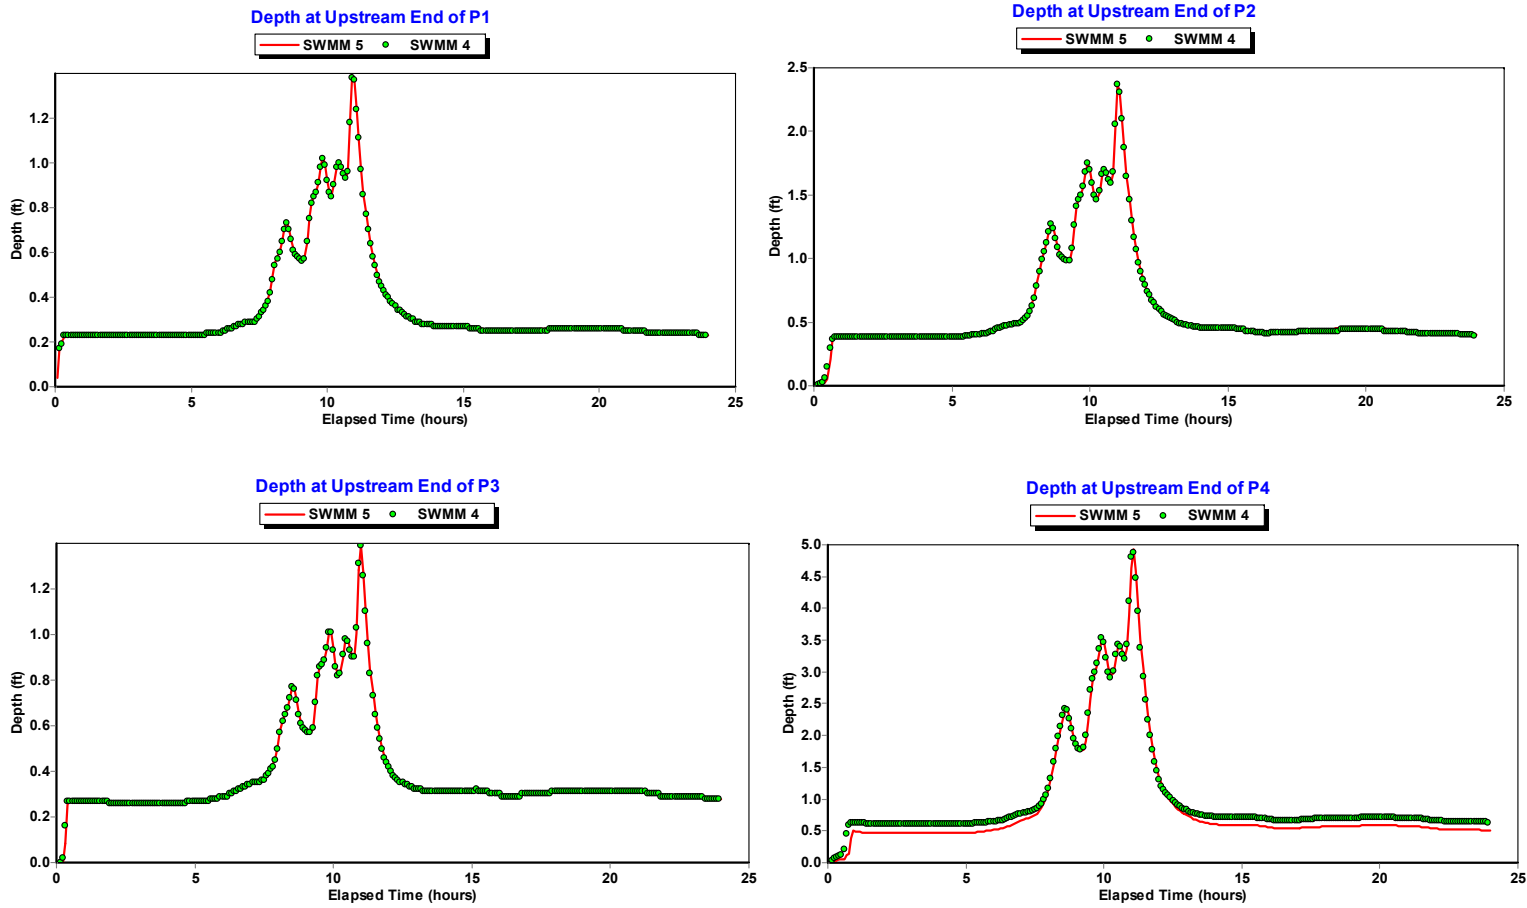 Depth at Upstream End of P1
SWMM 5 SWMM 4
Depth (ft)
1.2
1.0
0.8
0.6
0.4
0.2
0.0
0 5 10 15 20 25
Elapsed Time (hours)
Depth at Upstream End of P2
SWMM 5 SWMM 4
Depth (ft)
2.5
2.0
1.5
1.0
0.5
0.0
0 5 10 15 20 25
Elapsed Time (hours)
Depth at Upstream End of P3
SWMM 5 SWMM 4
Depth (ft)
1.2
1.0
0.8
0.6
0.4
0.2
0.0
0 5 10 15 20 25
Elapsed Time (hours)
Depth at Upstream End of P4
SWMM 5 SWMM 4
Depth (ft)
5.0
4.5
4.0
3.5
3.0
2.5
2.0
1.5
1.0
0.5
0.0
0 5 10 15 20 25
Elapsed Time (hours)